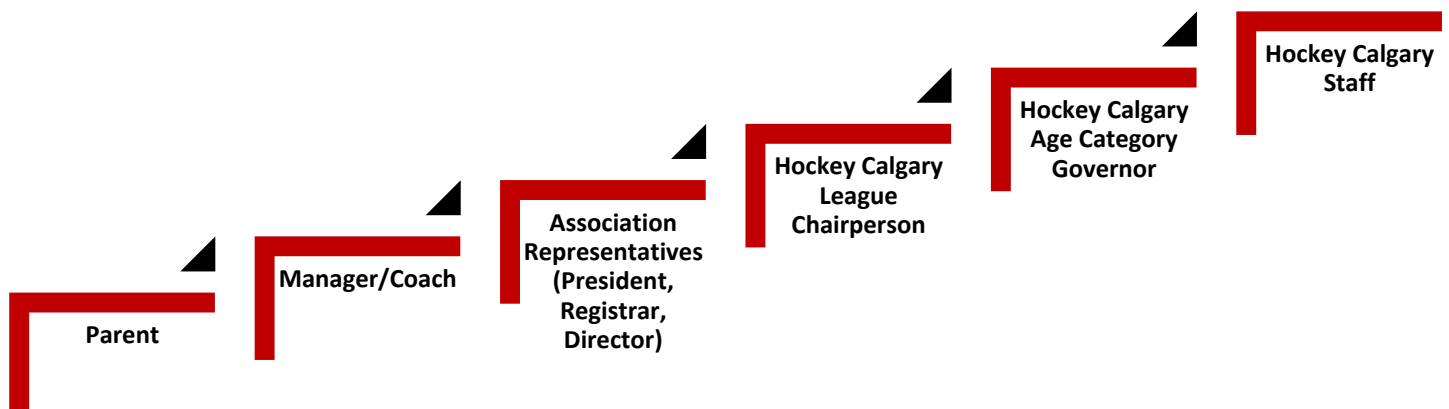 Parent
Manager/Coach
Association
Representatives
(President,
Registrar,
Director)
Hockey Calgary
League
Chairperson
Hockey Calgary
Age Category
Governor
Hockey Calgary
Staff